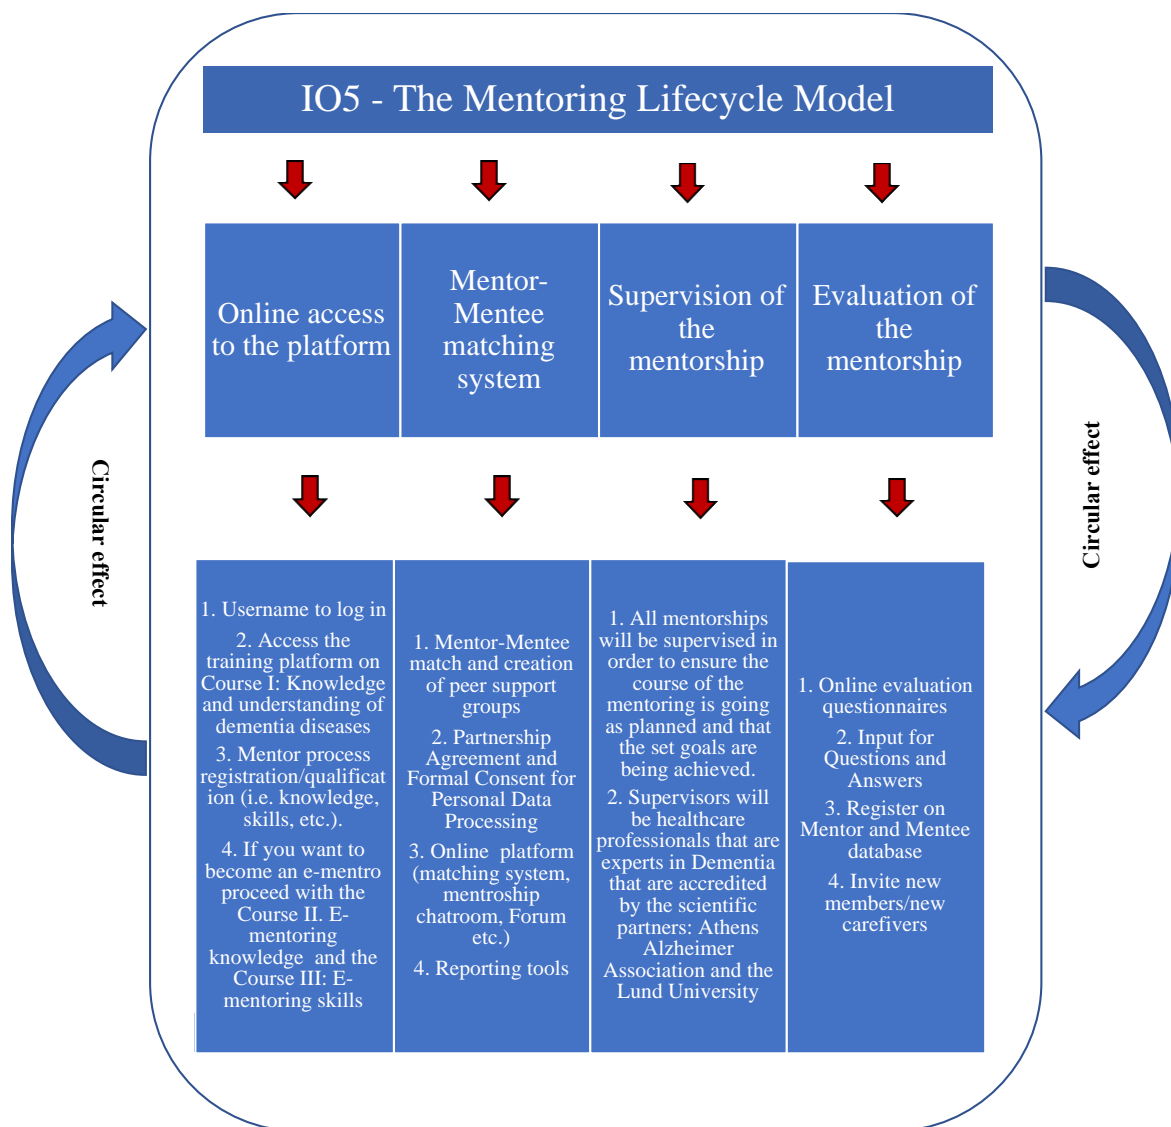 IO5 - The Mentoring Lifecycle Model
Online access
to the platform
Mentor-
Mentee
matching
system
Supervision of
the
mentorship
Evaluation of
the
mentorship
Circular effect
Circular effect
1. Username to log in
2. Access the
training platform on
Course I: Knowledge
and understanding of
dementia diseases
3. Mentor process
registration/qualificat
ion (i.e. knowledge,
skills, etc.).
4. If you want to
become an e-mentro
proceed with the
Course II. E-
mentoring
knowledge and the
Course III: E-
mentoring skills
1. Mentor-Mentee
match and creation
of peer support
groups
2. Partnership
Agreement and
Formal Consent for
Personal Data
Processing
3. Online platform
(matching system,
mentroship
chatroom, Forum
etc.)
4. Reporting tools
1. All mentorships
will be supervised in
order to ensure the
course of the
mentoring is going
as planned and that
the set goals are
being achieved.
2. Supervisors will
be healthcare
professionals that are
experts in Dementia
that are accredited
by the scientific
partners: Athens
Alzheimer
Association and the
Lund University
1. Online evaluation
questionnaires
2. Input for
Questions and
Answers
3. Register on
Mentor and Mentee
database
4. Invite new
members/new
carefivers